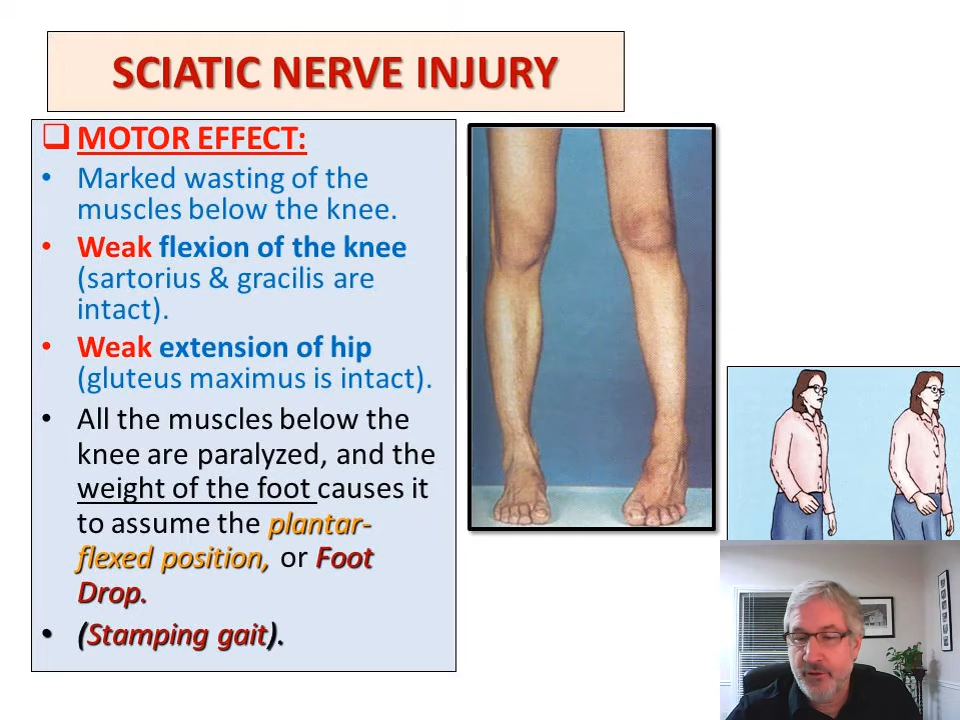 SCIATIC NERVE INJURY
❑ MOTOR EFFECT:
• Marked wasting of the
muscles below the knee.
• Weak flexion of the knee
(sartorius & gracilis are
intact).
• Weak extension of hip
(gluteus maximus is intact).
• All the muscles below the
knee are paralyzed, and the
weight of the foot causes it
to assume the plantar-
flexed position, or Foot
Drop.
• (Stamping gait).